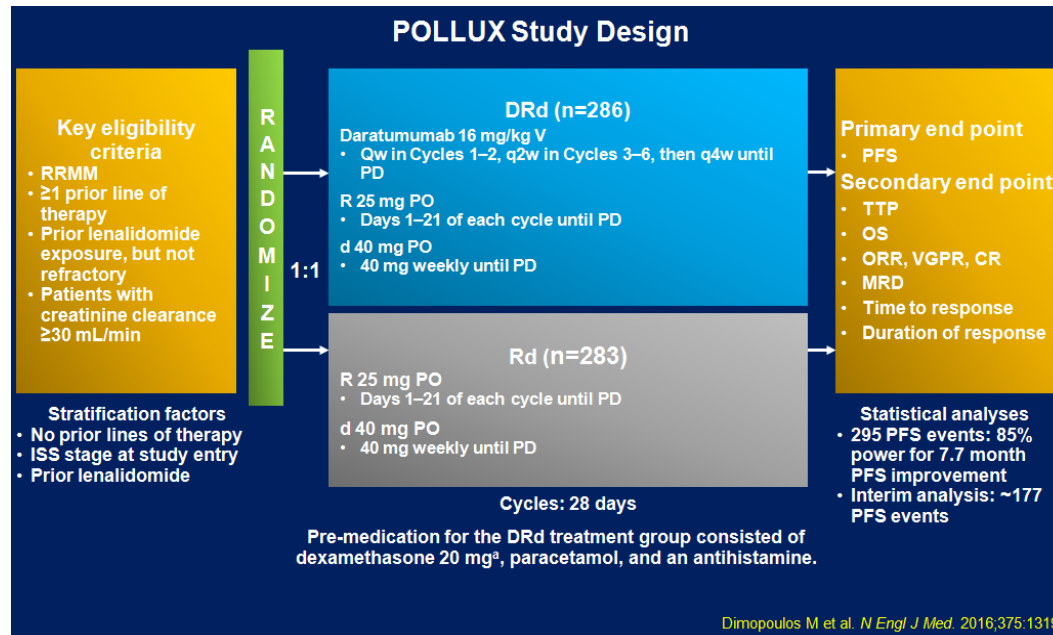 POLLUX Study Design
Key eligibility
criteria
• RRMM
• ≥1 prior line of
therapy
• Prior lenalidomide
exposure, but not
refractory
• Patients with
creatinine clearance
≥30 mL/min
Stratification factors
• No prior lines of therapy
• ISS stage at study entry
• Prior lenalidomide
R
A
N
D
O
M
I
Z
E
1:1
DRd (n=286)
Daratumumab 16 mg/kg V
• Qw in Cycles 1–2, q2w in Cycles 3–6, then q4w until
PD
R 25 mg PO
• Days 1–21 of each cycle until PD
d 40 mg PO
• 40 mg weekly until PD
Rd (n=283)
R 25 mg PO
• Days 1–21 of each cycle until PD
d 40 mg PO
• 40 mg weekly until PD
Cycles: 28 days
Pre-medication for the DRd treatment group consisted of
dexamethasone 20 mgª, paracetamol, and an antihistamine.
Primary end point
• PFS
Secondary end point
• TTP
• OS
• ORR, VGPR, CR
• MRD
• Time to response
• Duration of response
Statistical analyses
• 295 PFS events: 85%
power for 7.7 month
PFS improvement
• Interim analysis: ~177
PFS events
Dimopoulos M et al. N Engl J Med. 2016;375:1319